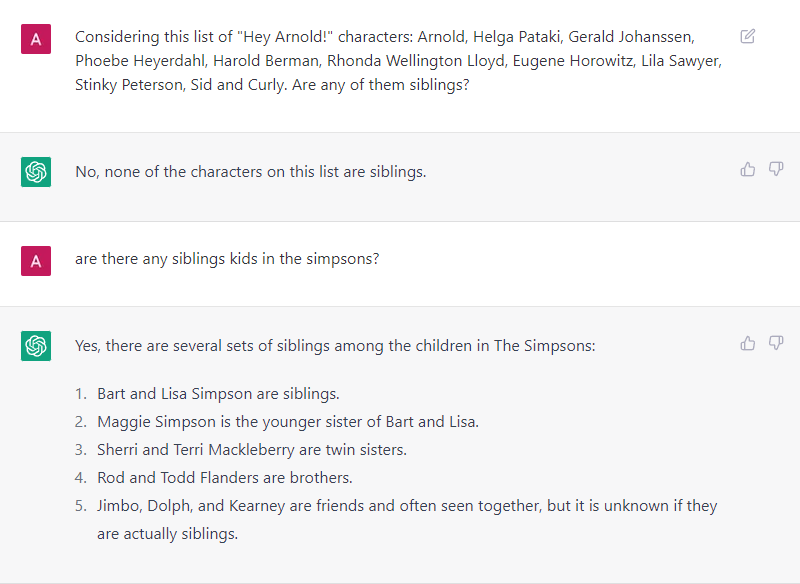 A
Considering this list of "Hey Arnold!" characters: Arnold, Helga Pataki, Gerald Johanssen,
Phoebe Heyerdahl, Harold Berman, Rhonda Wellington Lloyd, Eugene Horowitz, Lila Sawyer,
Stinky Peterson, Sid and Curly. Are any of them siblings?
No, none of the characters on this list are siblings.
A
are there any siblings kids in the simpsons?
Yes, there are several sets of siblings among the children in The Simpsons:
1. Bart and Lisa Simpson are siblings.
2. Maggie Simpson is the younger sister of Bart and Lisa.
3. Sherri and Terri Mackleberry are twin sisters.
4. Rod and Todd Flanders are brothers.
5. Jimbo, Dolph, and Kearney are friends and often seen together, but it is unknown if they
are actually siblings.